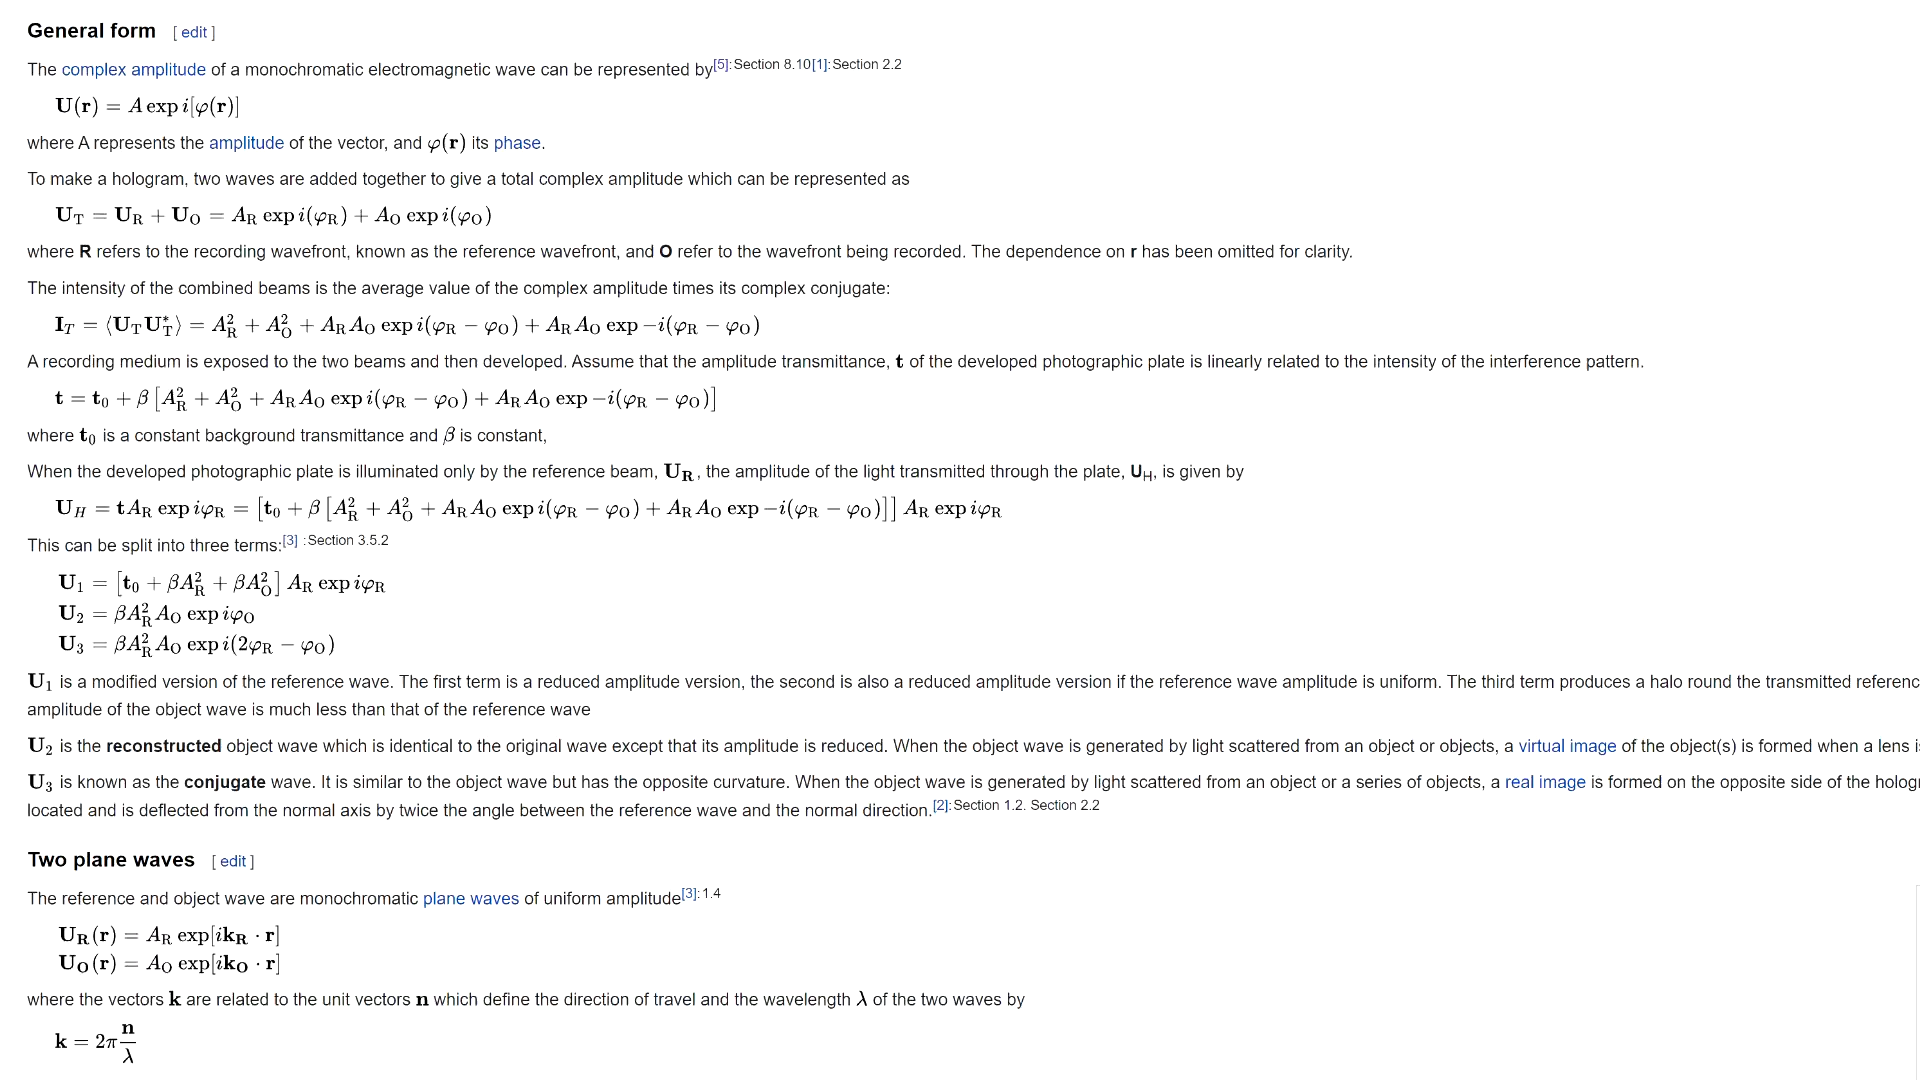 General form [ edit ]
The complex amplitude of a monochromatic electromagnetic wave can be represented by[5]: Section 8.10[1]: Section 2.2
U(r) = A exp i[φ(r)]
where A represents the amplitude of the vector, and φ(r) its phase.
To make a hologram, two waves are added together to give a total complex amplitude which can be represented as
U_T = U_R + U_O = A_R exp i(φ_R) + A_O exp i(φ_O)
where R refers to the recording wavefront, known as the reference wavefront, and O refer to the wavefront being recorded. The dependence on r has been omitted for clarity.
The intensity of the combined beams is the average value of the complex amplitude times its complex conjugate:
I_T = ⟨U_T U_T^*⟩ = A_R^2 + A_O^2 + A_R A_O exp i(φ_R − φ_O) + A_R A_O exp −i(φ_R − φ_O)
A recording medium is exposed to the two beams and then developed. Assume that the amplitude transmittance, t of the developed photographic plate is linearly related to the intensity of the interference pattern.
t = t_0 + β [A_R^2 + A_O^2 + A_R A_O exp i(φ_R − φ_O) + A_R A_O exp −i(φ_R − φ_O)]
where t_0 is a constant background transmittance and β is constant,
When the developed photographic plate is illuminated only by the reference beam, U_R, the amplitude of the light transmitted through the plate, U_H, is given by
U_H = tA_R exp iφ_R = [t_0 + β [A_R^2 + A_O^2 + A_R A_O exp i(φ_R − φ_O) + A_R A_O exp −i(φ_R − φ_O)]] A_R exp iφ_R
This can be split into three terms:[3] : Section 3.5.2
U_1 = [t_0 + βA_R^2 + βA_O^2] A_R exp iφ_R
U_2 = βA_R^2 A_O exp iφ_O
U_3 = βA_R^2 A_O exp i(2φ_R − φ_O)
U_1 is a modified version of the reference wave. The first term is a reduced amplitude version, the second is also a reduced amplitude version if the reference wave amplitude is uniform. The third term produces a halo round the transmitted referenc
amplitude of the object wave is much less than that of the reference wave
U_2 is the reconstructed object wave which is identical to the original wave except that its amplitude is reduced. When the object wave is generated by light scattered from an object or objects, a virtual image of the object(s) is formed when a lens i
U_3 is known as the conjugate wave. It is similar to the object wave but has the opposite curvature. When the object wave is generated by light scattered from an object or a series of objects, a real image is formed on the opposite side of the holog
located and is deflected from the normal axis by twice the angle between the reference wave and the normal direction.[2]: Section 1.2. Section 2.2
Two plane waves [ edit ]
The reference and object wave are monochromatic plane waves of uniform amplitude[3]: 1.4
U_R(r) = A_R exp[ik_R · r]
U_O(r) = A_O exp[ik_O · r]
where the vectors k are related to the unit vectors n which define the direction of travel and the wavelength λ of the two waves by
k = 2π n/λ